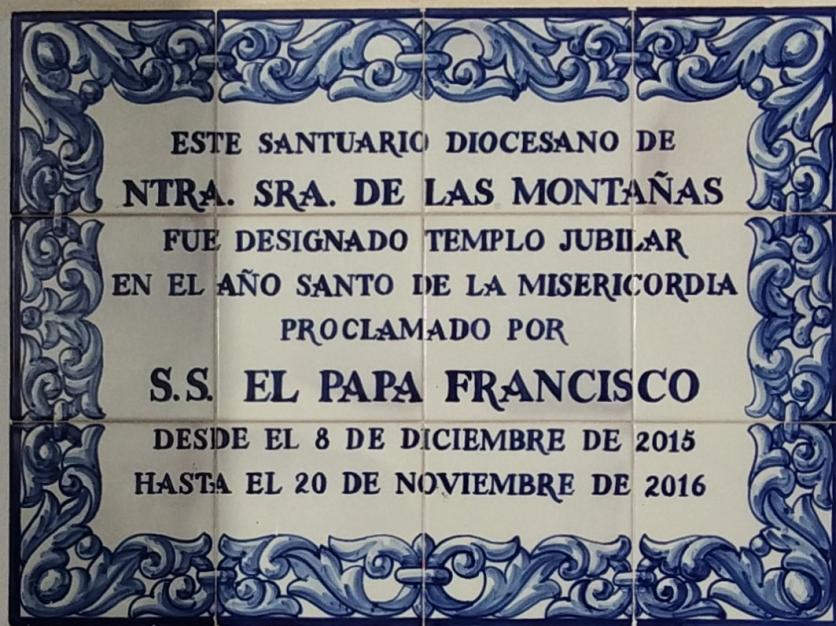 ESTE SANTUARIO DIOCESANO DE
NTRA. SRA. DE LAS MONTAÑAS
FUE DESIGNADO TEMPLO JUBILAR
EN EL AÑO SANTO DE LA MISERICORDIA
PROCLAMADO POR
S.S. EL PAPA FRANCISCO
DESDE EL 8 DE DICIEMBRE DE 2015
HASTA EL 20 DE NOVIEMBRE DE 2016